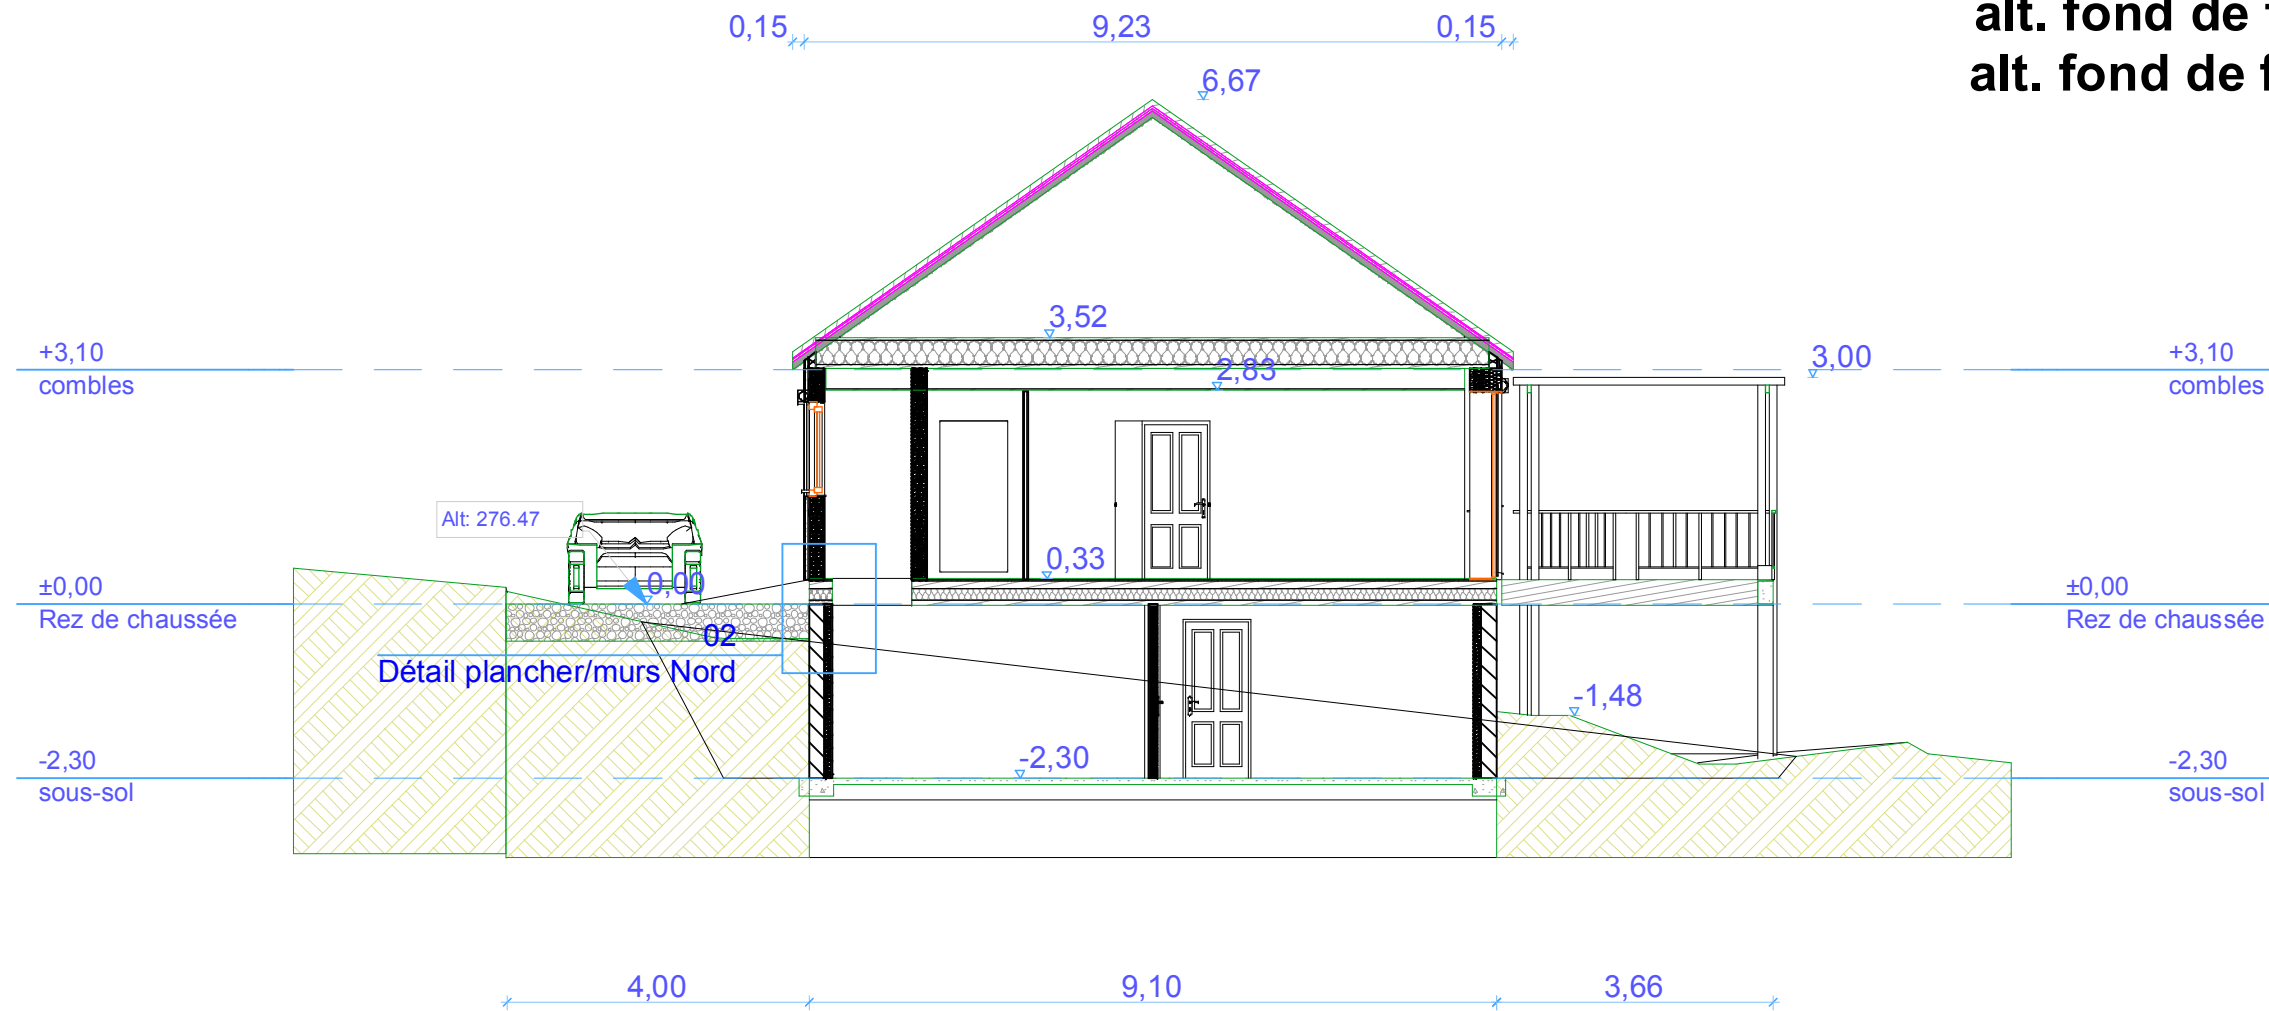 alt. fond de
0,15 9,23 0,15
alt. fond de
6,67
3,52
+3,10
combles
2,83
3,00
+3,10
combles
Alt: 276.47
0,33
±0,00
Rez de chaussée
0,00
±0,00
Rez de chaussée
02
Détail plancher/murs Nord
-1,48
-2,30
sous-sol
-2,30
-2,30
sous-sol
4,00 9,10 3,66